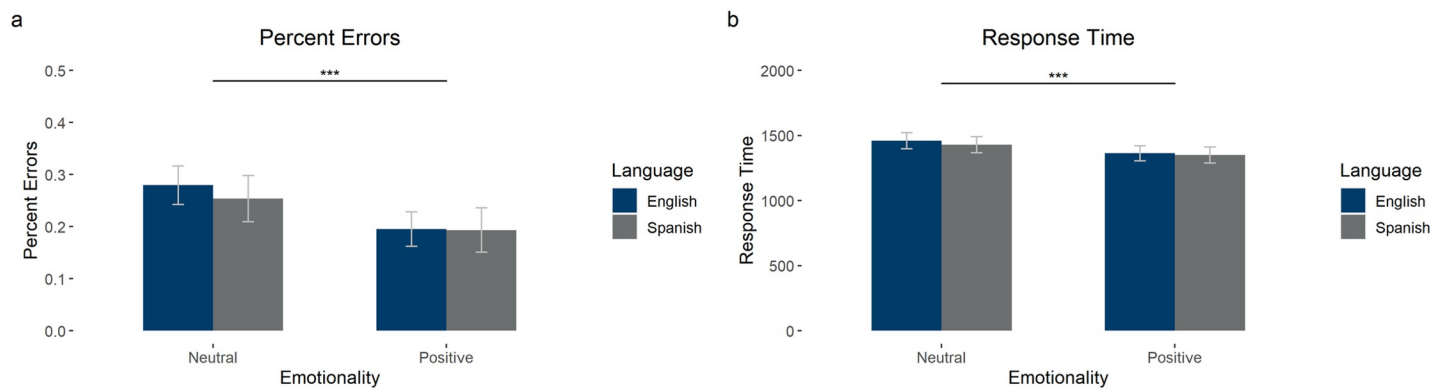 a
Percent Errors
0.5
0.4
0.3
0.2
0.1
0.0
Percent Errors
***
Neutral
Positive
Emotionality
Language
English
Spanish
b
Response Time
2000
1500
1000
500
0
Response Time
***
Neutral
Positive
Emotionality
Language
English
Spanish